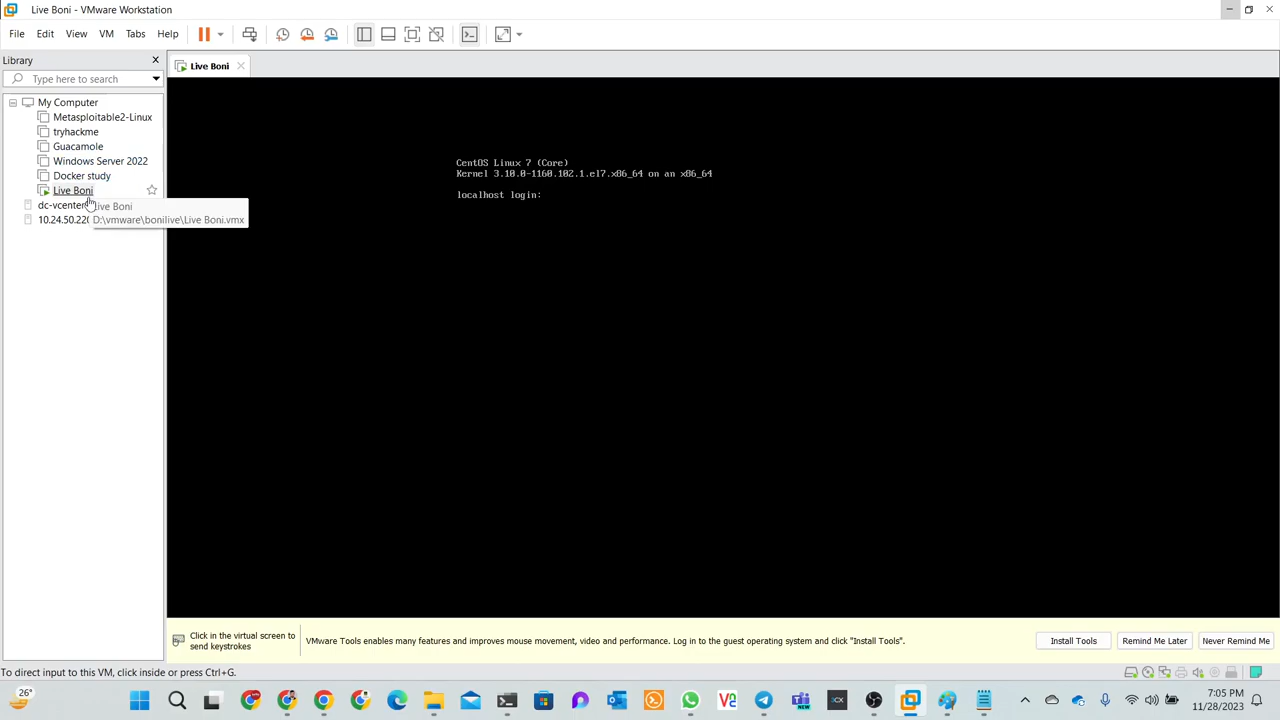 Live Boni - VMware Workstation
File Edit View VM Tabs Help
Library
Type here to search
Live Boni
My Computer
Metasploitable2-Linux
tryhackme
Guacamole
Windows Server 2022
Docker study
Live Boni
dc-vcenter
10.24.50.220
Live Boni
D:\vmware\bonilive\Live Boni.vmx
CentOS Linux 7 (Core)
Kernel 3.10.0-1160.102.1.el7.x86_64 on an x86_64
localhost login:
Click in the virtual screen to
send keystrokes
VMware Tools enables many features and improves mouse movement, video and performance. Log in to the guest operating system and click "Install Tools".
Install Tools
Remind Me Later
Never Remind Me
To direct input to this VM, click inside or press Ctrl+G.
26°
7:05 PM
11/28/2023